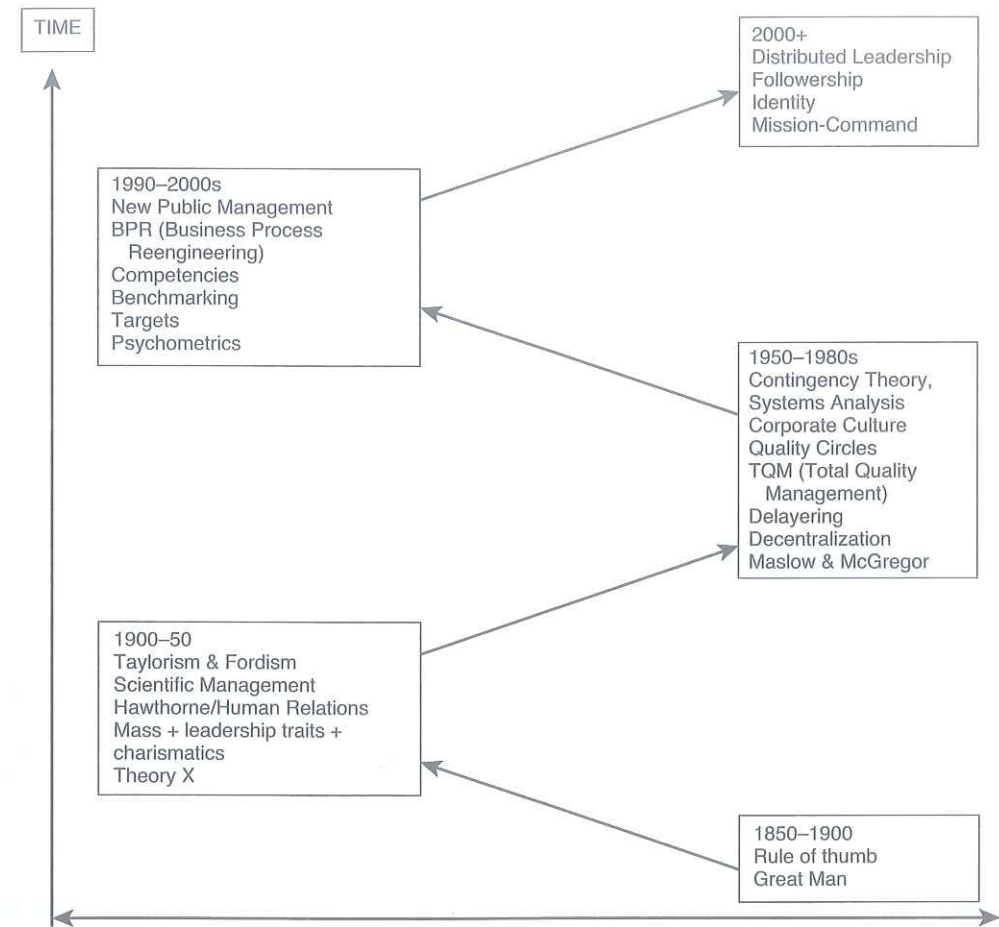 TIME
2000+
Distributed Leadership
Followership
Identity
Mission-Command
1990–2000s
New Public Management
BPR (Business Process
Reengineering)
Competencies
Benchmarking
Targets
Psychometrics
1950–1980s
Contingency Theory,
Systems Analysis
Corporate Culture
Quality Circles
TQM (Total Quality
Management)
Delayering
Decentralization
Maslow & McGregor
1900–50
Taylorism & Fordism
Scientific Management
Hawthorne/Human Relations
Mass + leadership traits +
charismatics
Theory X
1850–1900
Rule of thumb
Great Man